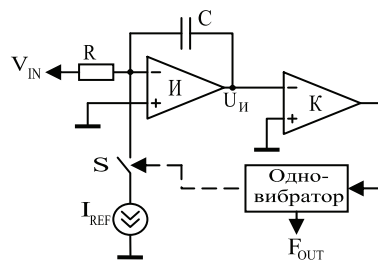 C
R
V_IN
И
U_И
К
S
I_REF
Одно-
вибратор
F_OUT